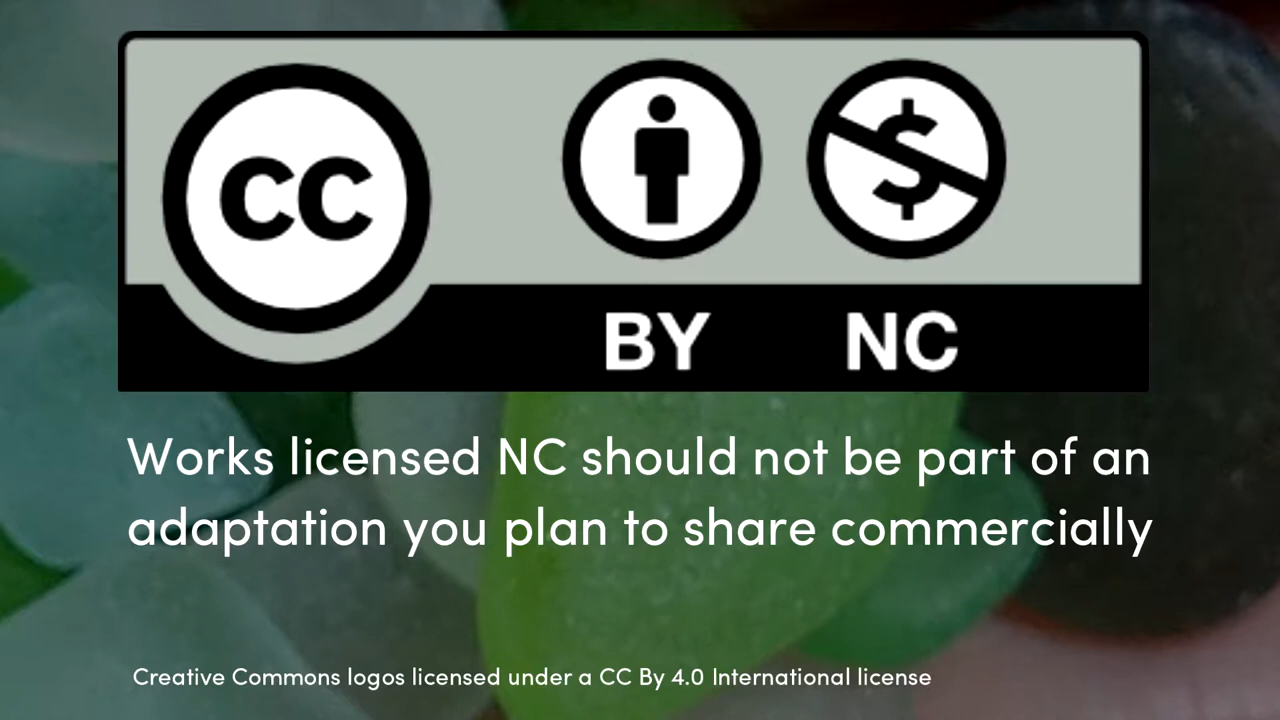 CC
BY NC
Works licensed NC should not be part of an
adaptation you plan to share commercially
Creative Commons logos licensed under a CC By 4.0 International license